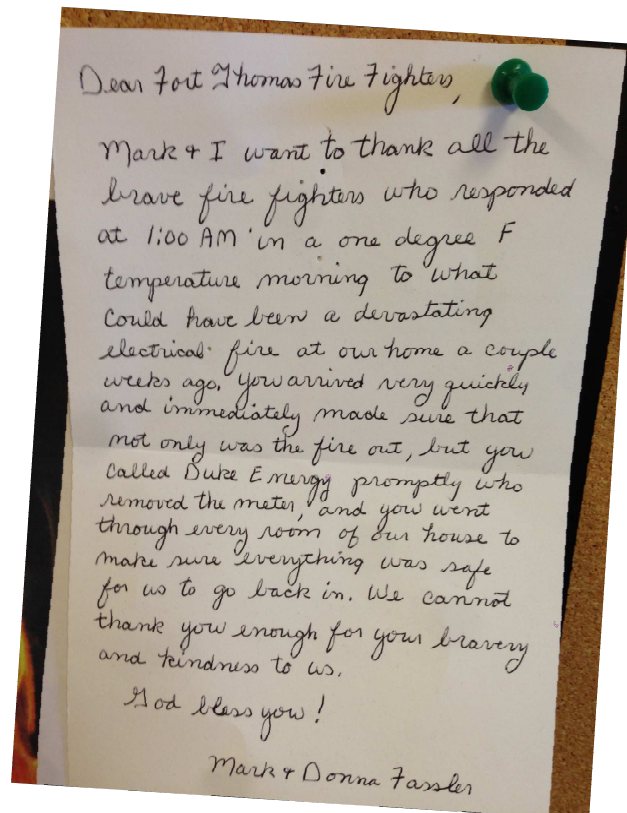 Dear Fort Thomas Fire Fighters,
Mark & I want to thank all the
brave fire fighters who responded
at 1:00 AM in a one degree F
temperature morning to what
could have been a devastating
electrical fire at our home a couple
weeks ago. You arrived very quickly
and immediately made sure that
not only was the fire out, but you
called Duke Energy promptly who
removed the meter, and you went
through every room of our house to
make sure everything was safe
for us to go back in. We cannot
thank you enough for your bravery
and kindness to us.
God bless you!
Mark & Donna Fassler